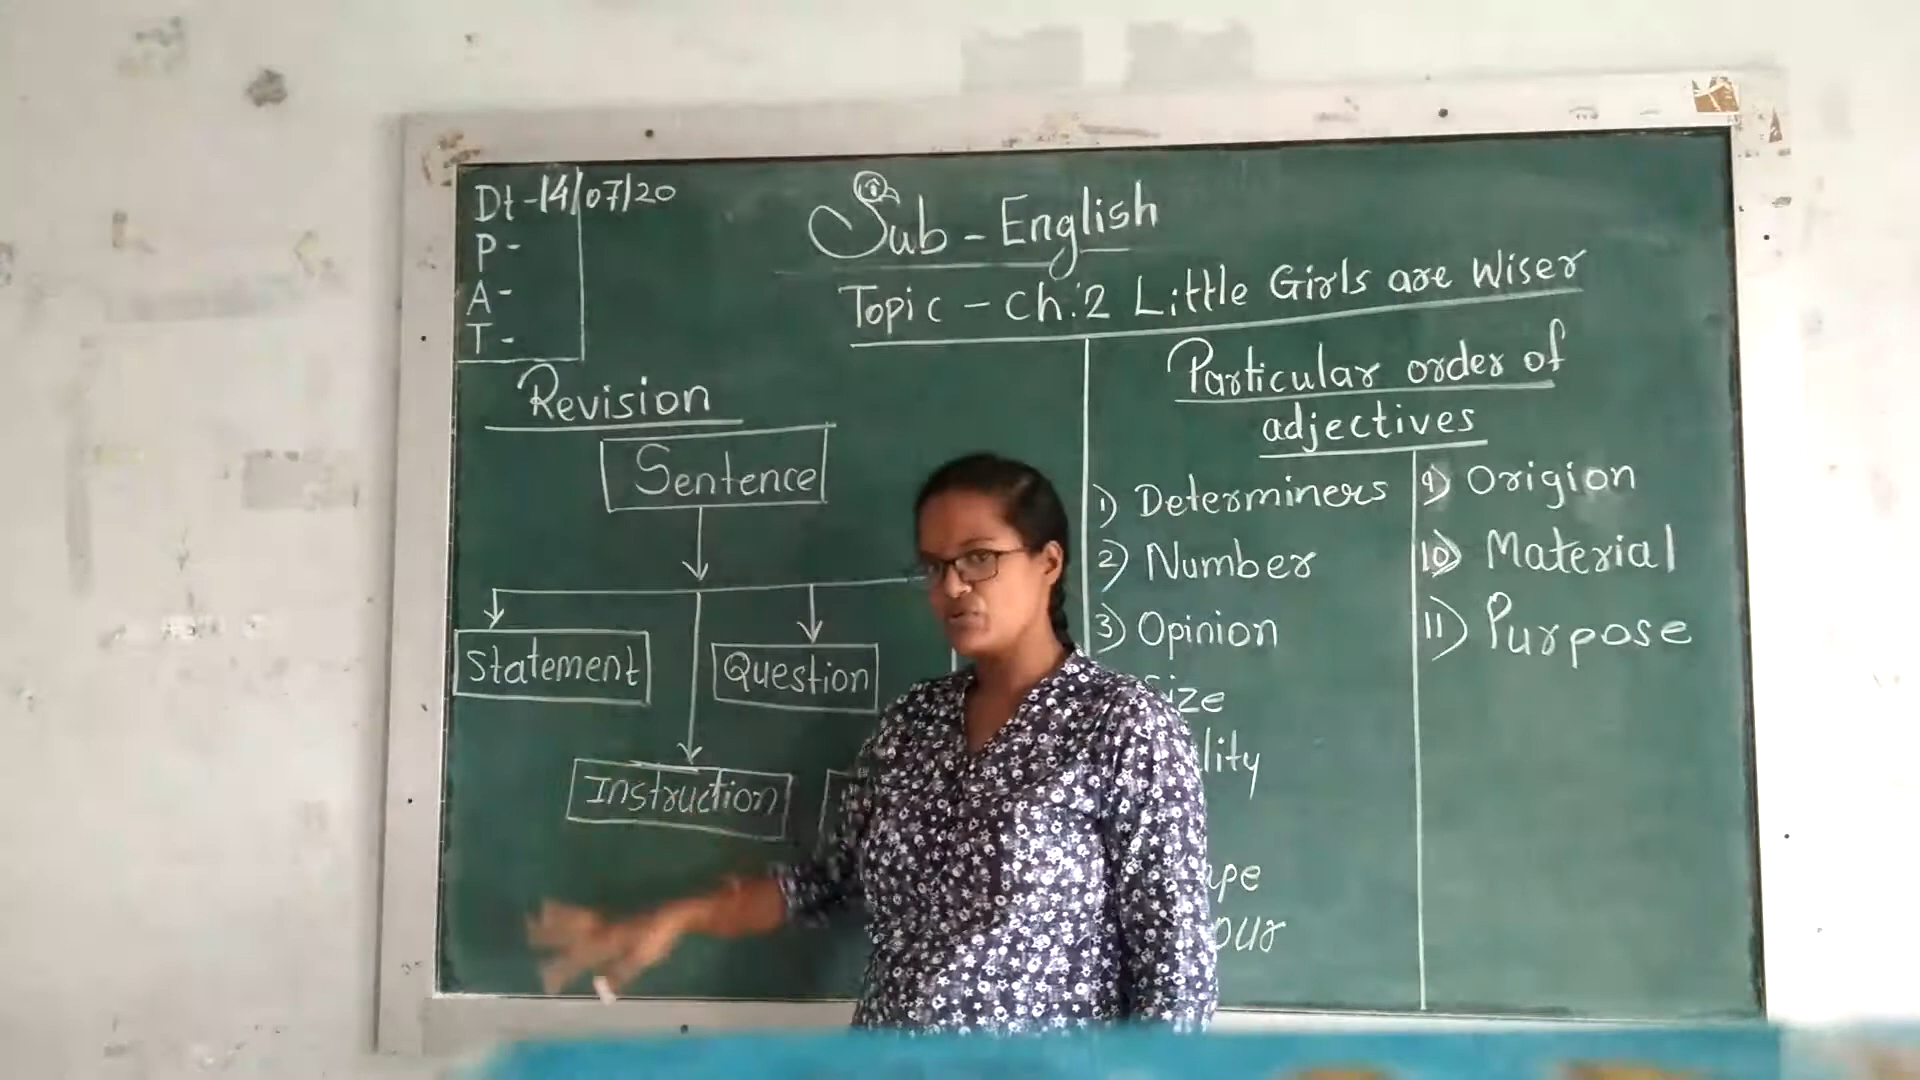 Dt-14/07/20
P-
A-
T-
Sub - English
Topic - Ch:2 Little Girls are Wiser
Revision
Sentence
Statement
Question
Instruction
Particular order of
adjectives
1) Determiners
2) Number
3) Opinion
9) Origion
10) Material
11) Purpose